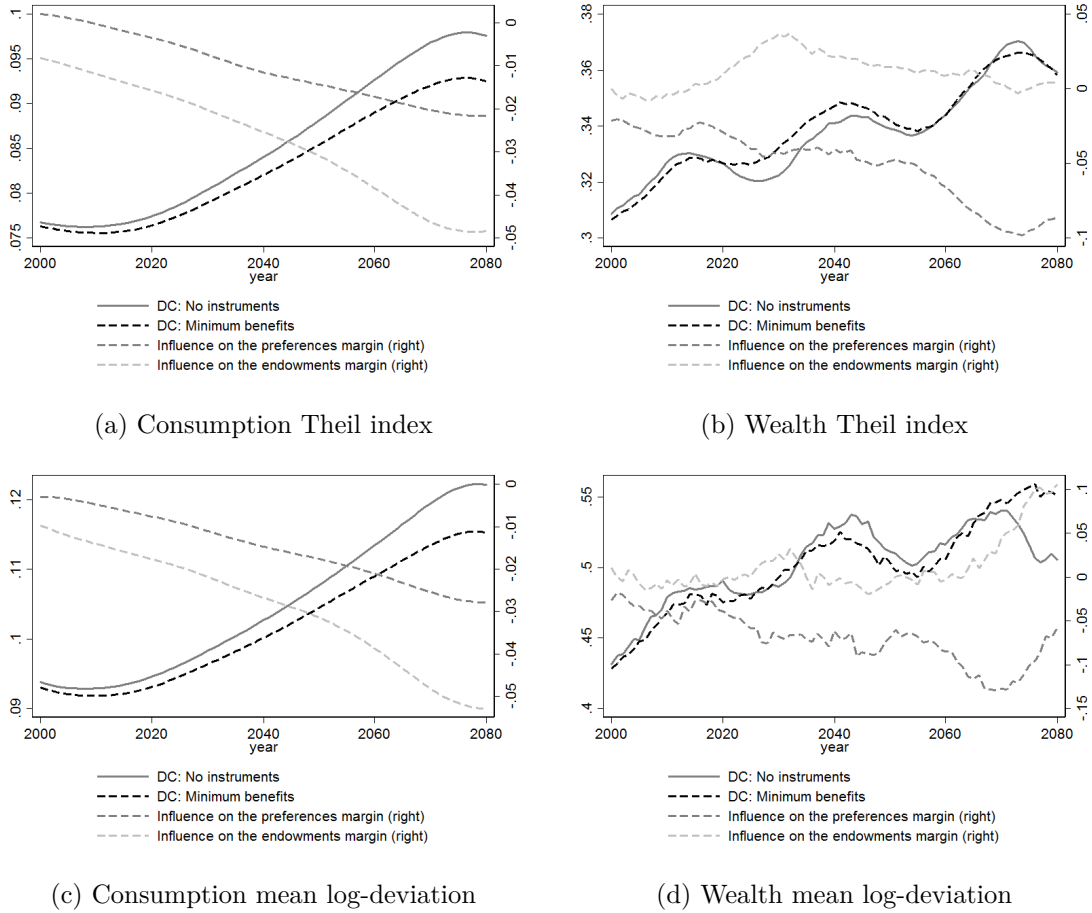 .1
.095
.09
.085
.08
.075
0
-.01
-.02
-.03
-.04
-.05
2000 2020 2040 2060 2080
year
DC: No instruments
DC: Minimum benefits
Influence on the preferences margin (right)
Influence on the endowments margin (right)
(a) Consumption Theil index
.38
.36
.34
.32
.3
.05
0
-.05
-.1
2000 2020 2040 2060 2080
year
DC: No instruments
DC: Minimum benefits
Influence on the preferences margin (right)
Influence on the endowments margin (right)
(b) Wealth Theil index
.12
.11
.1
.09
0
-.01
-.02
-.03
-.04
-.05
2000 2020 2040 2060 2080
year
DC: No instruments
DC: Minimum benefits
Influence on the preferences margin (right)
Influence on the endowments margin (right)
(c) Consumption mean log-deviation
.55
.5
.45
.4
.1
.05
0
-.05
-.1
-.15
2000 2020 2040 2060 2080
year
DC: No instruments
DC: Minimum benefits
Influence on the preferences margin (right)
Influence on the endowments margin (right)
(d) Wealth mean log-deviation